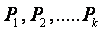 P₁, P₂, .....Pₖ